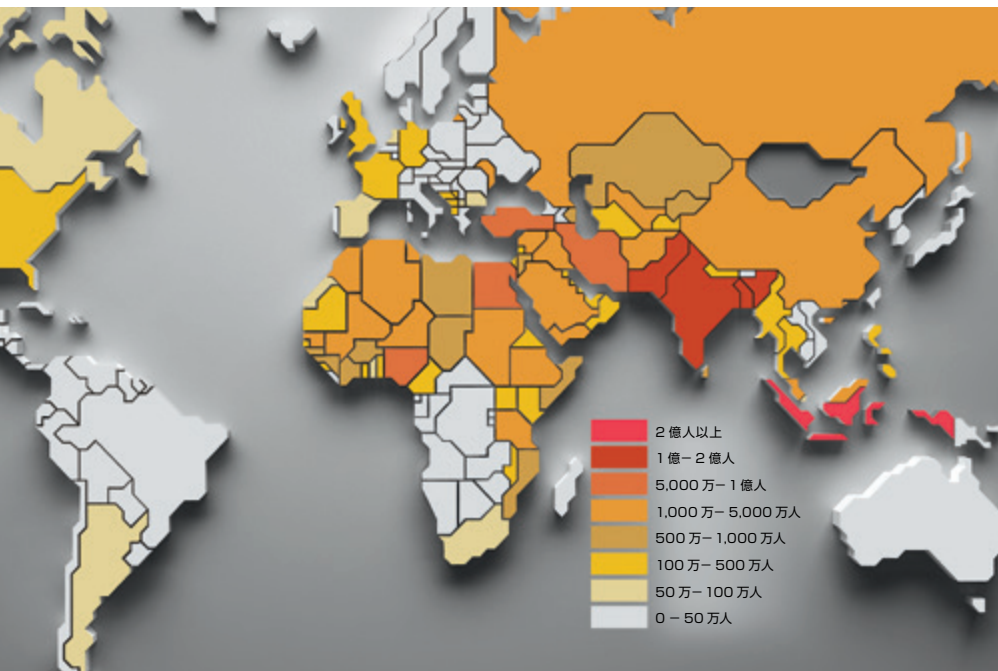 2 億人以上
1 億− 2 億人
5,000 万− 1 億人
1,000 万− 5,000 万人
500 万− 1,000 万人
100 万− 500 万人
50 万− 100 万人
0 − 50 万人